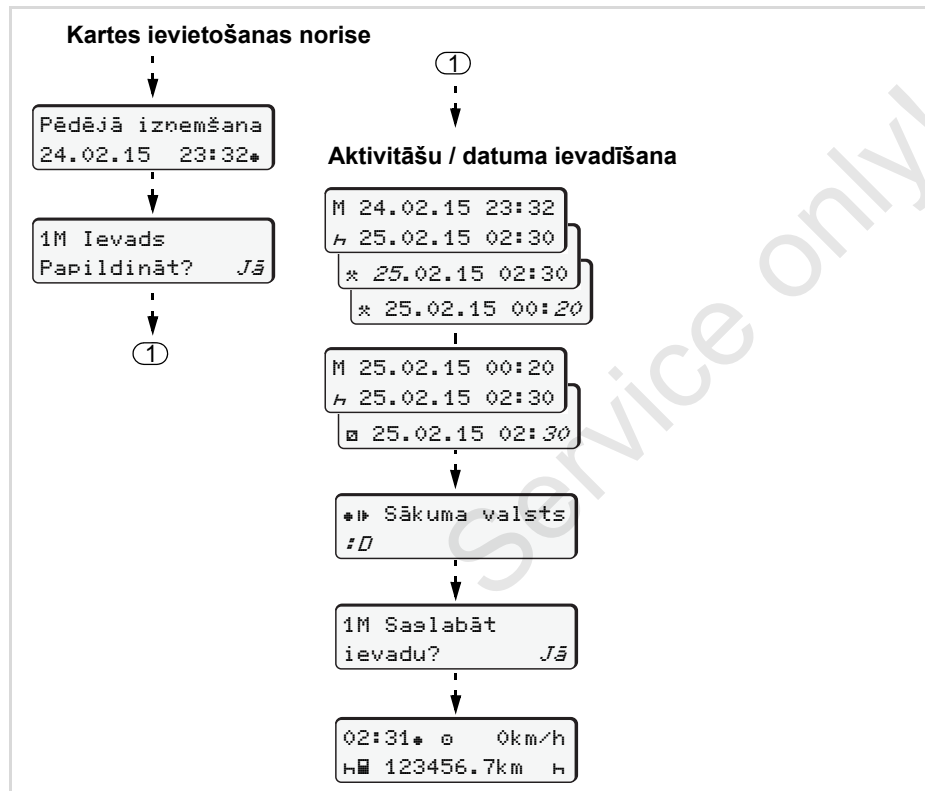 Kartes ievietošanas norise
Pēdējā izņemšana
24.02.15 23:32
1M Ievads
Papildināt? Jā
1
1
Aktivitāšu / datuma ievadīšana
M 24.02.15 23:32
25.02.15 02:30
25.02.15 02:30
25.02.15 00:20
M 25.02.15 00:20
25.02.15 02:30
25.02.15 02:30
Sākuma valsts
:D
1M Saglabāt
ievadu? Jā
02:31 0km/h
123456.7km
Service only!